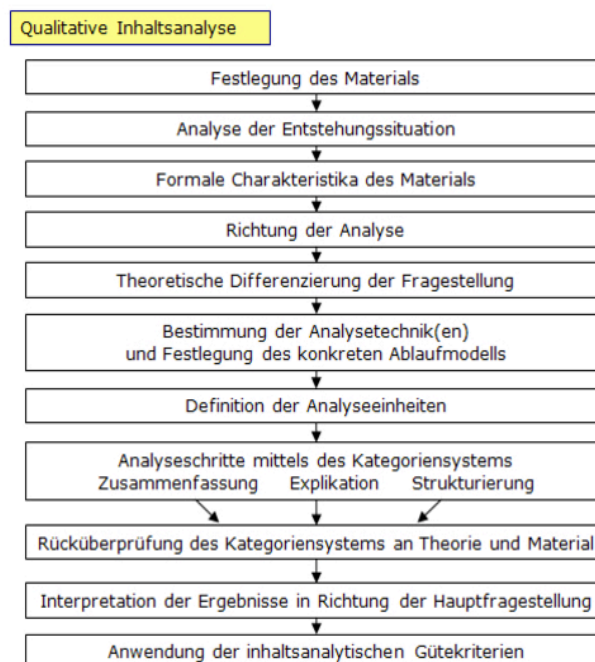 Qualitative Inhaltsanalyse
Festlegung des Materials
Analyse der Entstehungssituation
Formale Charakteristika des Materials
Richtung der Analyse
Theoretische Differenzierung der Fragestellung
Bestimmung der Analysetechnik(en)
und Festlegung des konkreten Ablaufmodells
Definition der Analyseeinheiten
Analyseschritte mittels des Kategoriensystems
Zusammenfassung Explikation Strukturierung
Rücküberprüfung des Kategoriensystems an Theorie und Material
Interpretation der Ergebnisse in Richtung der Hauptfragestellung
Anwendung der inhaltsanalytischen Gütekriterien